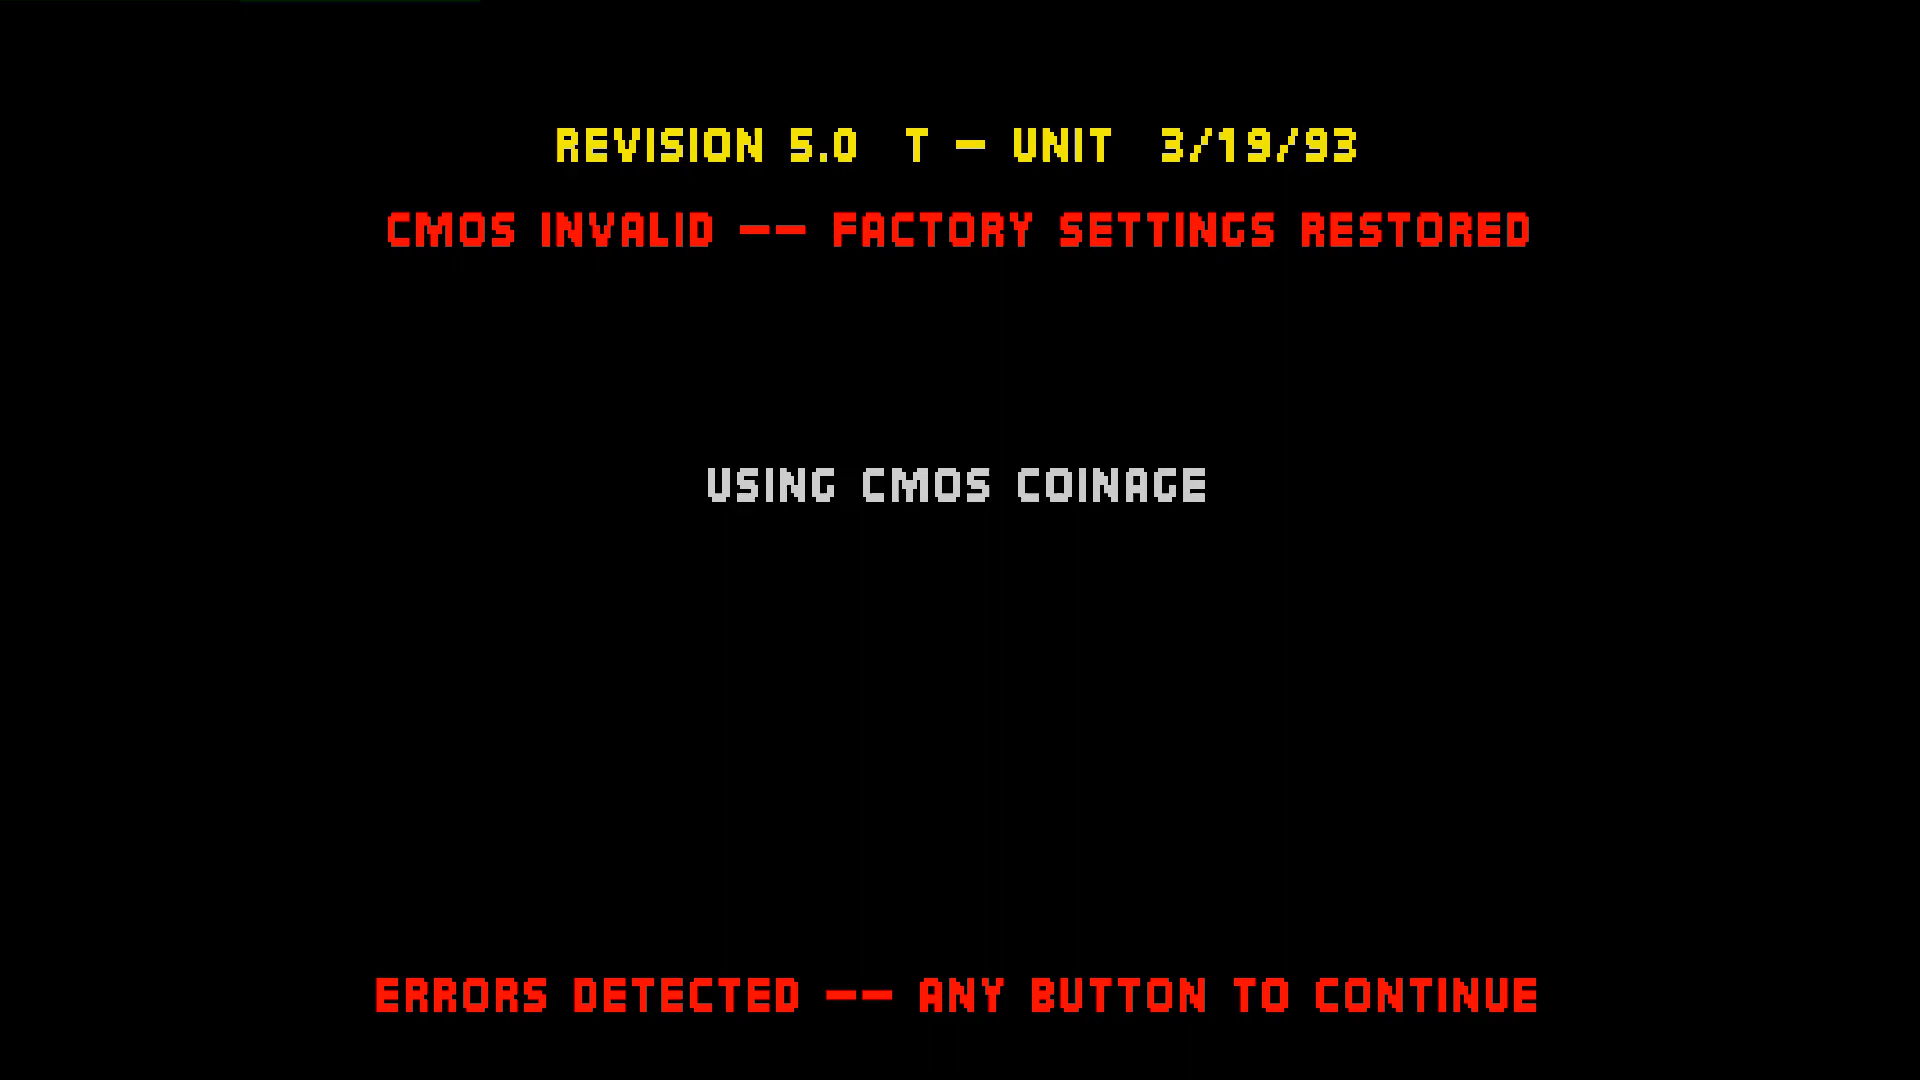 REVISION 5.0  T - UNIT  3/19/93
CMOS INVALID -- FACTORY SETTINGS RESTORED
USING CMOS COINAGE
ERRORS DETECTED -- ANY BUTTON TO CONTINUE